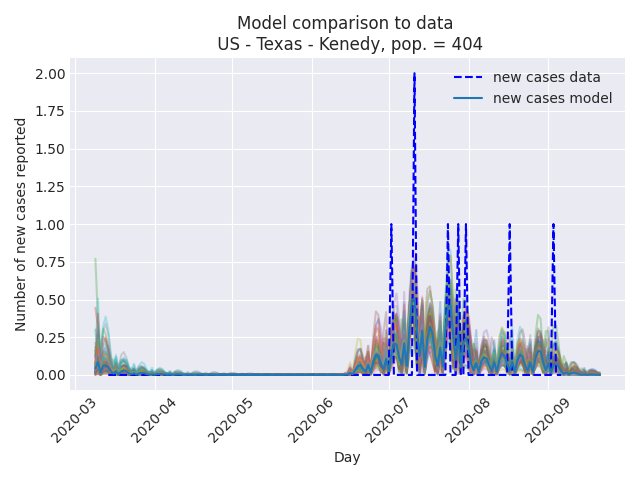 Model comparison to data
US - Texas - Kenedy, pop. = 404
new cases data
new cases model
Number of new cases reported
2.00
1.75
1.50
1.25
1.00
0.75
0.50
0.25
0.00
2020-03
2020-04
2020-05
2020-06
2020-07
2020-08
2020-09
Day